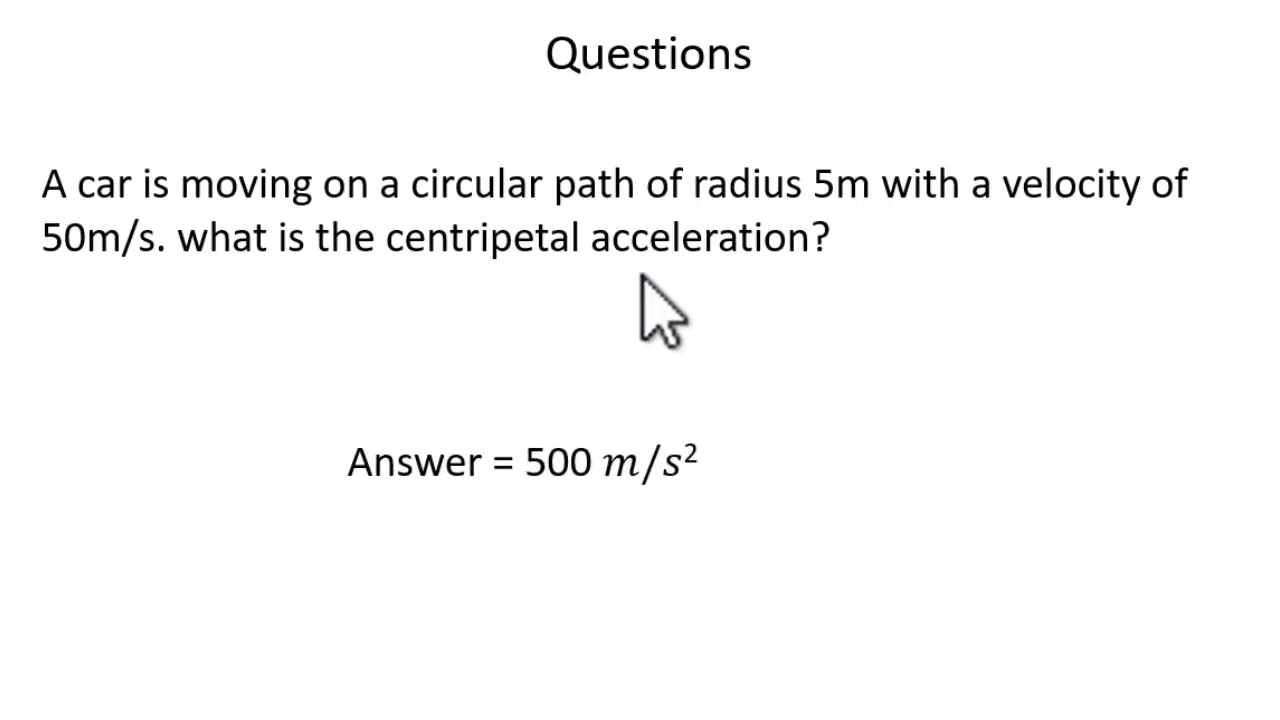 Questions
A car is moving on a circular path of radius 5m with a velocity of
50m/s. what is the centripetal acceleration?
Answer = 500 m/s²